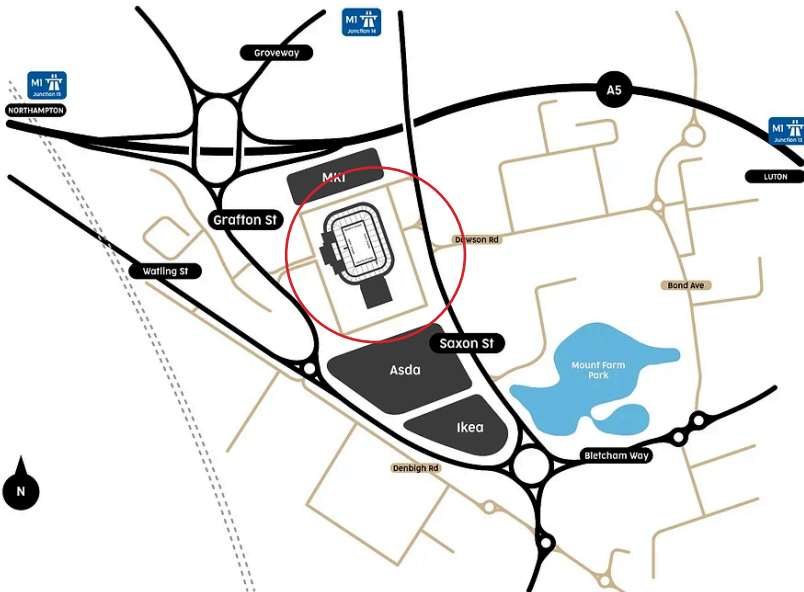 M1
Junction 14
Groveway
M1
Junction 15
NORTHAMPTON
A5
M1
Junction 13
LUTON
MK1
Grafton St
Dawson Rd
Watling St
Bond Ave
Saxon St
Asda
Mount Farm
Park
Ikea
Bletcham Way
Denbigh Rd
N